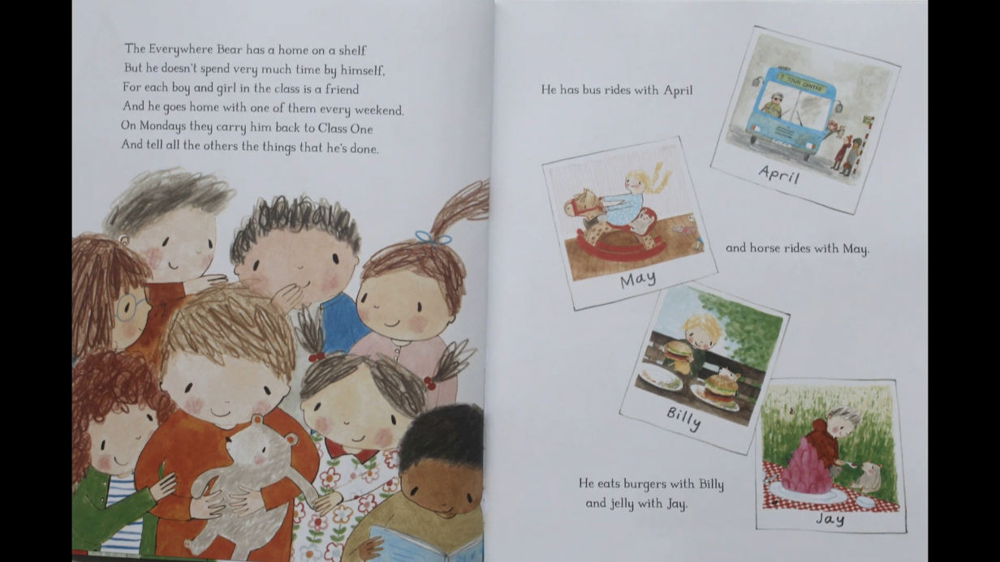 The Everywhere Bear has a home on a shelf
But he doesn't spend very much time by himself,
For each boy and girl in the class is a friend
And he goes home with one of them every weekend.
On Mondays they carry him back to Class One
And tell all the others the things that he's done.
He has bus rides with April
TOWN CENTRE
April
and horse rides with May.
May
Billy
He eats burgers with Billy
and jelly with Jay.
Jay